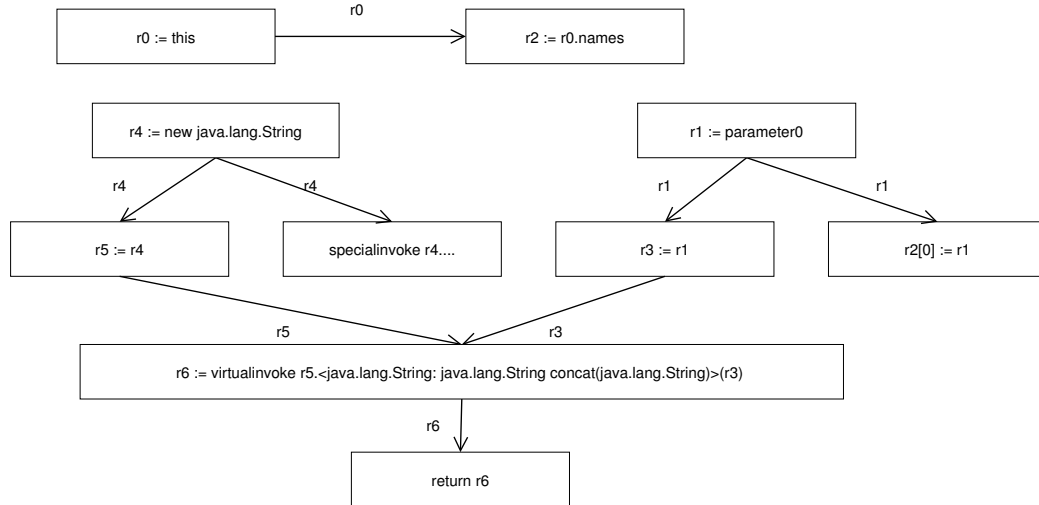 r0
r0 := this
r2 := r0.names
r4 := new java.lang.String
r1 := parameter0
r4
r4
r1
r1
r5 := r4
specialinvoke r4....
r3 := r1
r2[0] := r1
r5
r3
r6 := virtualinvoke r5.<java.lang.String: java.lang.String concat(java.lang.String)>(r3)
r6
return r6